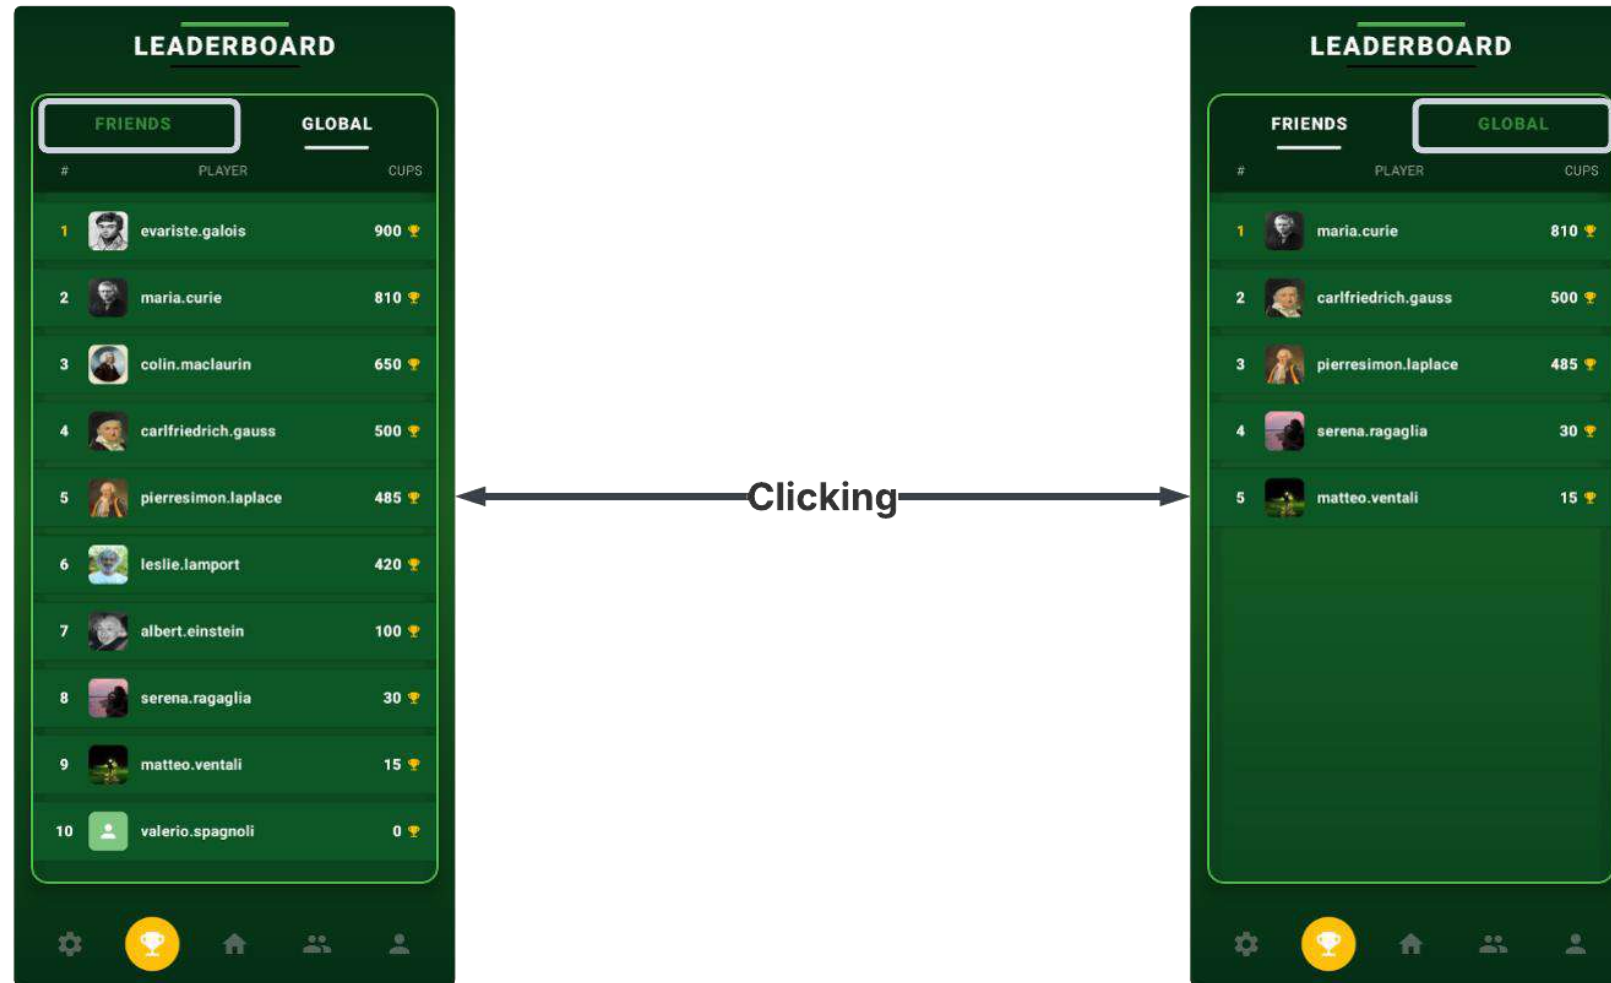 LEADERBOARD
FRIENDS GLOBAL
# PLAYER CUPS
1 evariste.galois 900
2 maria.curie 810
3 colin.maclaurin 650
4 carlfriedrich.gauss 500
5 pierresimon.laplace 485
6 leslie.lamport 420
7 albert.einstein 100
8 serena.ragaglia 30
9 matteo.ventali 15
10 valerio.spagnoli 0
Clicking
LEADERBOARD
FRIENDS GLOBAL
# PLAYER CUPS
1 maria.curie 810
2 carlfriedrich.gauss 500
3 pierresimon.laplace 485
4 serena.ragaglia 30
5 matteo.ventali 15